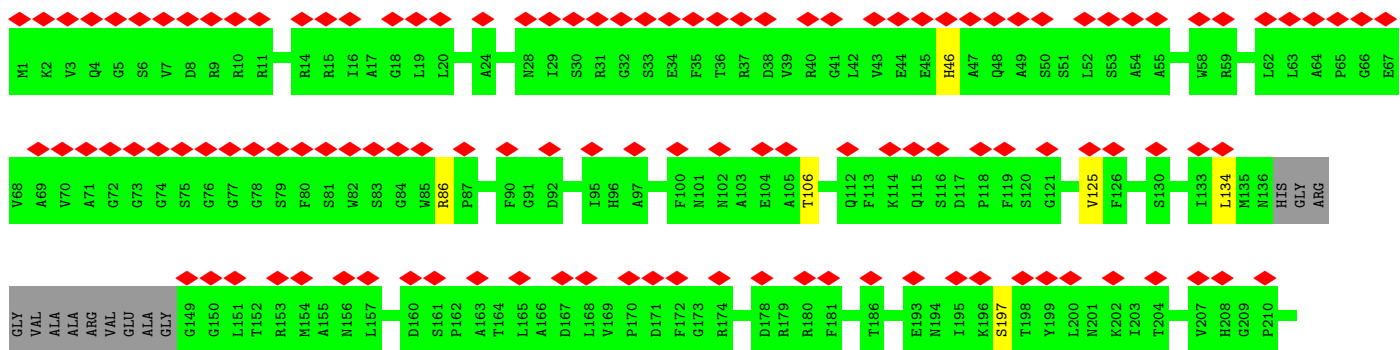 M1 K2 V3 Q4 G5 S6 V7 D8 R9 R10 R11 R14 R15 I16 A17 G18 L19 L20 A24 N28 I29 S30 R31 G32 S33 E34 F35 T36 R37 D38 V39 R40 G41 L42 V43 E44 E45 H46 A47 Q48 A49 S50 S51 L52 S53 A54 A55 W58 R59 L62 L63 A64 P65 G66 E67
V68 A69 V70 A71 G72 G73 G74 S75 G76 G77 G78 S79 F80 S81 W82 S83 G84 W85 R86 P87 F90 G91 D92 I95 H96 A97 F100 N101 N102 A103 E104 A105 T106 Q112 F113 K114 Q115 S116 D117 P118 F119 S120 G121 V125 F126 S130 I133 L134 M135 N136 HIS GLY ARG
GLY VAL ALA ALA ARG VAL GLU ALA GLY G149 G150 L151 T152 R153 M154 A155 N156 L157 D160 S161 P162 A163 T164 L165 A166 D167 L168 V169 P170 D171 F172 G173 R174 D178 R179 R180 F181 T186 E193 N194 I195 K196 S197 T198 Y199 L200 N201 K202 I203 T204 V207 H208 G209 P210